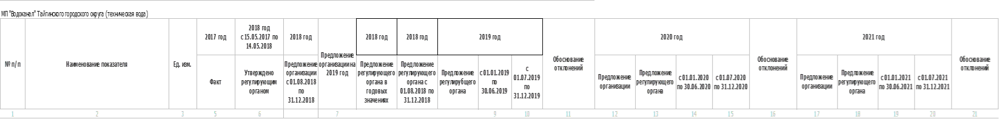 МП "Водоканал" Тайгинского городского округа (техническая вода)
№ п/п
Наименование показателя
Ед. изм.
2017 год
Факт
2018 год
с 15.05.2017 по
14.05.2018
Утверждено
регулирующим
органом
2018 год
Предложение
организации
с 01.08.2018
по
31.12.2018
Предложение
организации на
2019 год
2018 год
Предложение
регулирующего
органа в
годовых
значениях
2018 год
Предложение
регулирующего
органа с
01.08.2018 по
31.12.2018
2019 год
Предложение
регулирубщего
органа
с 01.01.2019
по
30.06.2019
с
01.07.2019
по
31.12.2019
Обоснование
отклонений
2020 год
Предложение
организации
Предложение
регулирующего
органа
с 01.01.2020
по 30.06.2020
с 01.07.2020
по 31.12.2020
Обоснование
отклонений
2021 год
Предложение
организации
Предложение
регулирующего
органа
с 01.01.2021
по 30.06.2021
с 01.07.2021
по 31.12.2021
Обоснование
отклонений
1 2 3 5 6 7 9 10 11 12 13 14 15 16 17 18 19 20 21